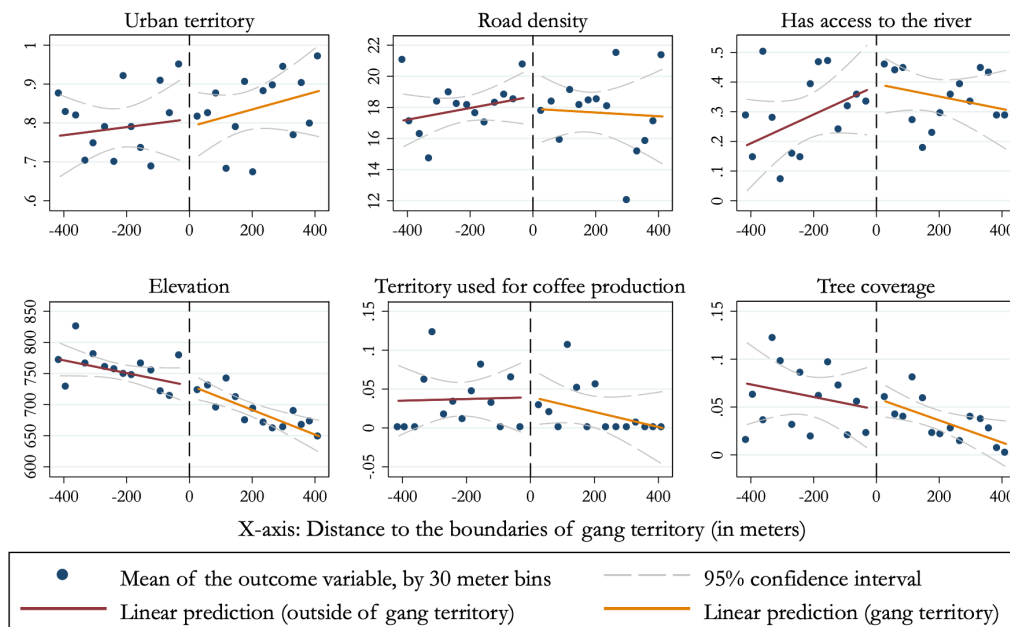 Urban territory
Road density
Has access to the river
1
.9
.8
.7
.6
22
20
18
16
14
12
.5
.4
.3
.2
.1
0
-400 -200 0 200 400
-400 -200 0 200 400
-400 -200 0 200 400
Elevation
Territory used for coffee production
Tree coverage
850
800
750
700
650
600
.15
.1
.05
0
-.05
.15
.1
.05
0
-400 -200 0 200 400
-400 -200 0 200 400
-400 -200 0 200 400
X-axis: Distance to the boundaries of gang territory (in meters)
Mean of the outcome variable, by 30 meter bins
95% confidence interval
Linear prediction (outside of gang territory)
Linear prediction (gang territory)